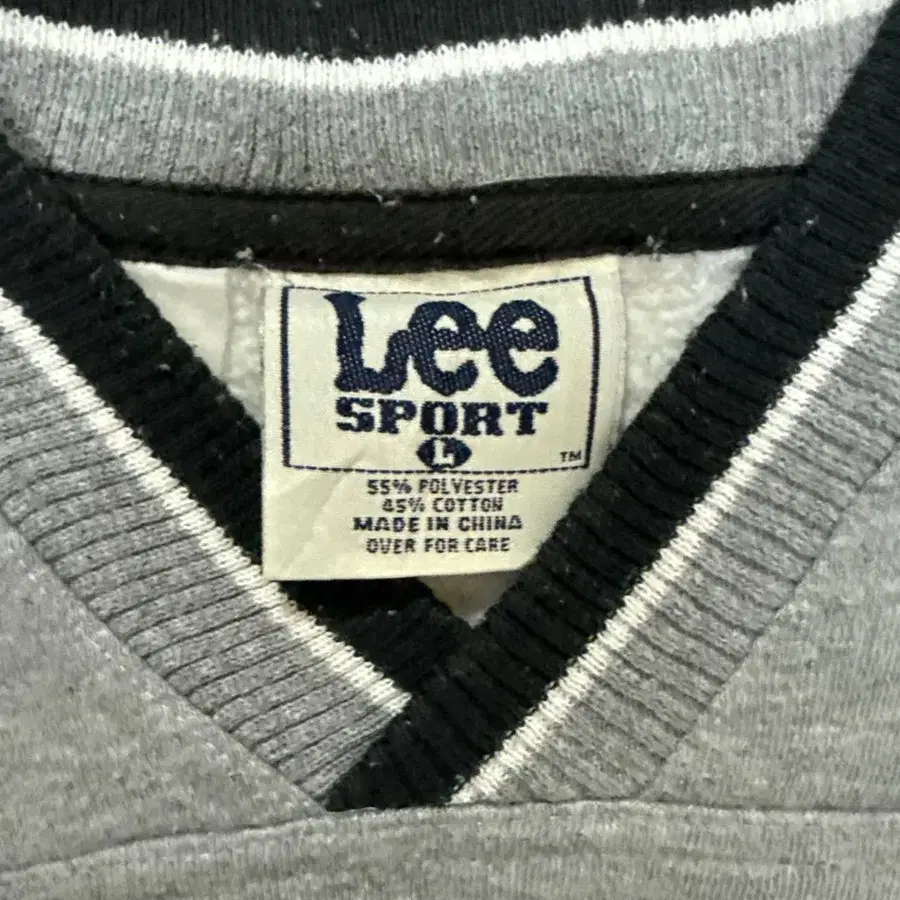 Lee
SPORT
L
TM
55% POLYESTER
45% COTTON
MADE IN CHINA
OVER FOR CARE